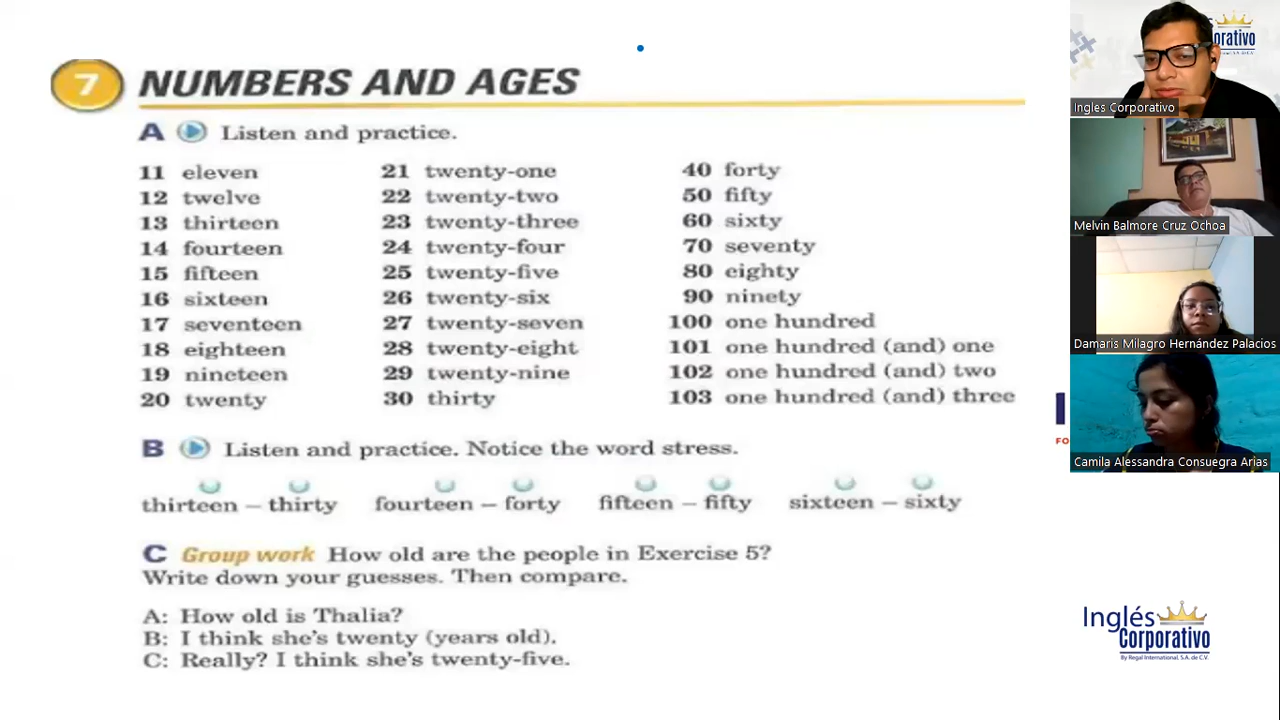 7 NUMBERS AND AGES
A Listen and practice.
11 eleven
12 twelve
13 thirteen
14 fourteen
15 fifteen
16 sixteen
17 seventeen
18 eighteen
19 nineteen
20 twenty
21 twenty-one
22 twenty-two
23 twenty-three
24 twenty-four
25 twenty-five
26 twenty-six
27 twenty-seven
28 twenty-eight
29 twenty-nine
30 thirty
40 forty
50 fifty
60 sixty
70 seventy
80 eighty
90 ninety
100 one hundred
101 one hundred (and) one
102 one hundred (and) two
103 one hundred (and) three
B Listen and practice. Notice the word stress.
thirteen – thirty fourteen – forty fifteen – fifty sixteen – sixty
C Group work How old are the people in Exercise 5?
Write down your guesses. Then compare.
A: How old is Thalia?
B: I think she's twenty (years old).
C: Really? I think she's twenty-five.
Ingles Corporativo
Melvin Balmore Cruz Ochoa
Damaris Milagro Hernández Palacios
Camila Alessandra Consuegra Arias
Inglés
Corporativo
By Regal International, S.A. de C.V.